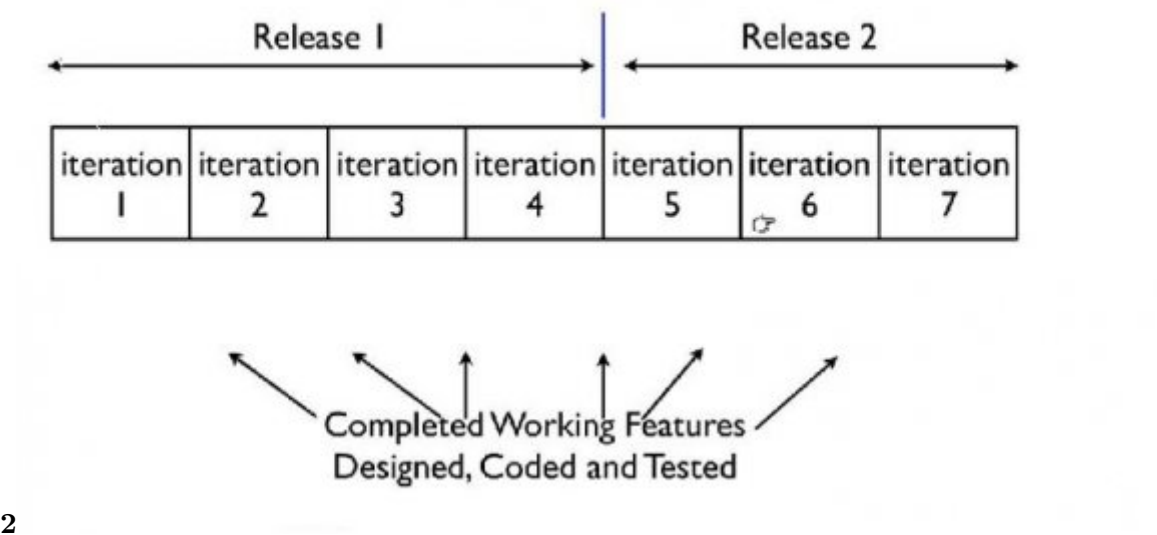 Release 1 Release 2
iteration iteration iteration iteration iteration iteration iteration
1 2 3 4 5 6 7
Completed Working Features
Designed, Coded and Tested
2